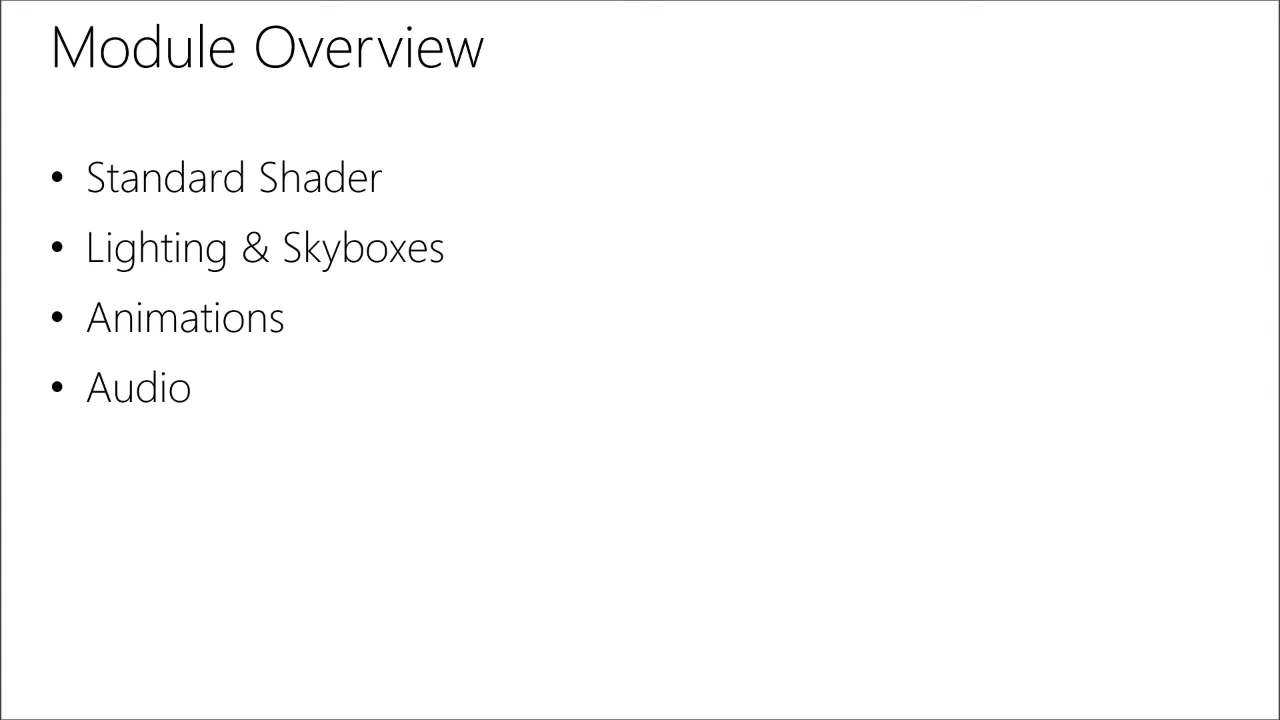 Module Overview
• Standard Shader
• Lighting & Skyboxes
• Animations
• Audio